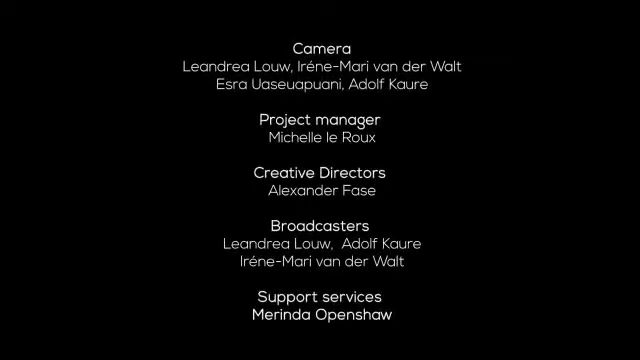 Camera
Leandrea Louw, Iréne-Mari van der Walt
Esra Uaseuapuani, Adolf Kaure
Project manager
Michelle le Roux
Creative Directors
Alexander Fase
Broadcasters
Leandrea Louw, Adolf Kaure
Iréne-Mari van der Walt
Support services
Merinda Openshaw